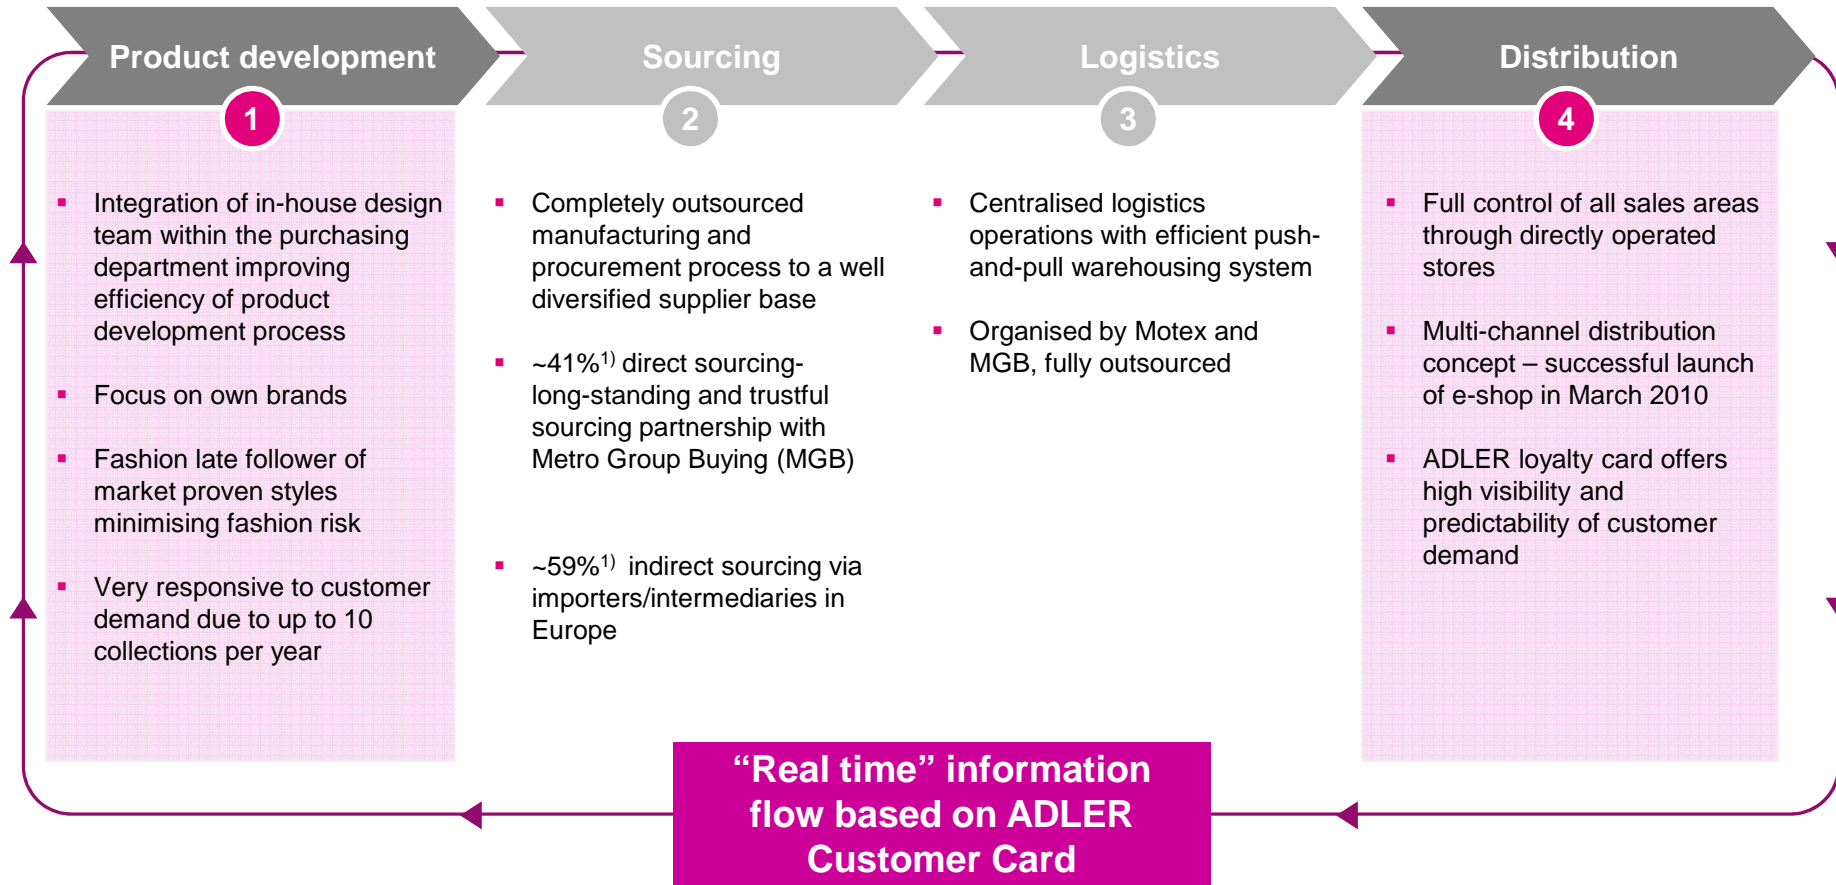 Product development
1
Integration of in-house design
team within the purchasing
department improving
efficiency of product
development process
Focus on own brands
Fashion late follower of
market proven styles
minimising fashion risk
Very responsive to customer
demand due to up to 10
collections per year
Sourcing
2
Completely outsourced
manufacturing and
procurement process to a well
diversified supplier base
~41%1) direct sourcing-
long-standing and trustful
sourcing partnership with
Metro Group Buying (MGB)
~59%1) indirect sourcing via
importers/intermediaries in
Europe
Logistics
3
Centralised logistics
operations with efficient push-
and-pull warehousing system
Organised by Motex and
MGB, fully outsourced
Distribution
4
Full control of all sales areas
through directly operated
stores
Multi-channel distribution
concept – successful launch
of e-shop in March 2010
ADLER loyalty card offers
high visibility and
predictability of customer
demand
“Real time” information
flow based on ADLER
Customer Card